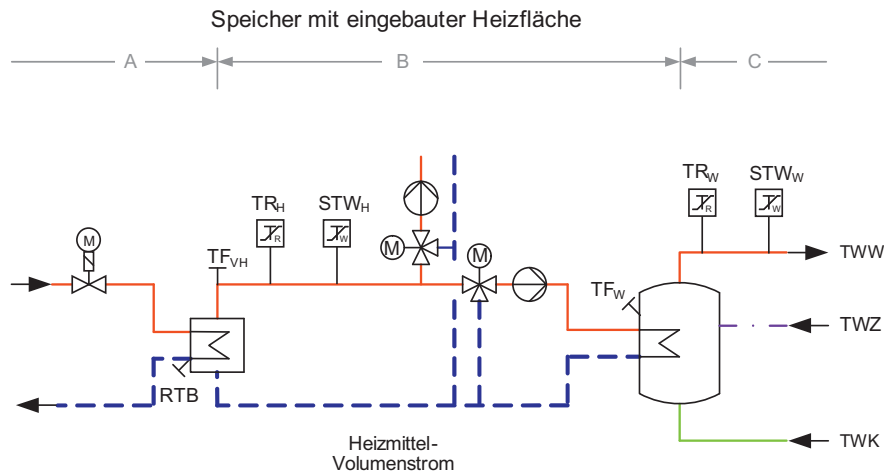 Speicher mit eingebauter Heizfläche
A
B
C
TRH
STWH
TRW
STWW
R
W
R
W
M
M
M
TFVH
TWW
TFW
TWZ
RTB
TWK
Heizmittel-
Volumenstrom